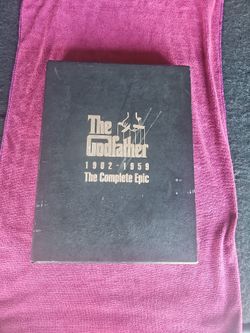 The
Godfather
1902-1959
The Complete Epic